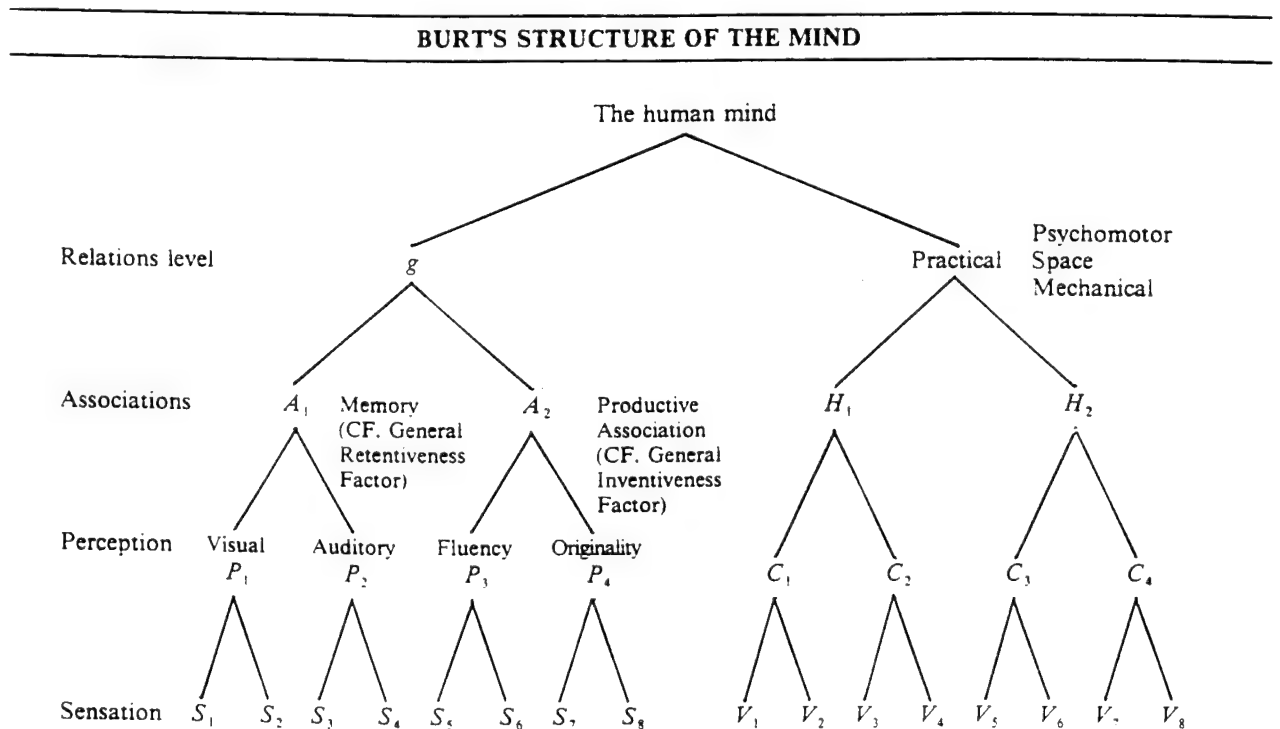 BURT'S STRUCTURE OF THE MIND
The human mind
Relations level
g
Practical
Psychomotor
Space
Mechanical
Associations
A₁
Memory
(CF. General
Retentiveness
Factor)
A₂
Productive
Association
(CF. General
Inventiveness
Factor)
H₁
H₂
Perception
Visual
P₁
Auditory
P₂
Fluency
P₃
Originality
P₄
C₁
C₂
C₃
C₄
Sensation
S₁ S₂ S₃ S₄ S₅ S₆ S₇ S₈ V₁ V₂ V₃ V₄ V₅ V₆ V₇ V₈